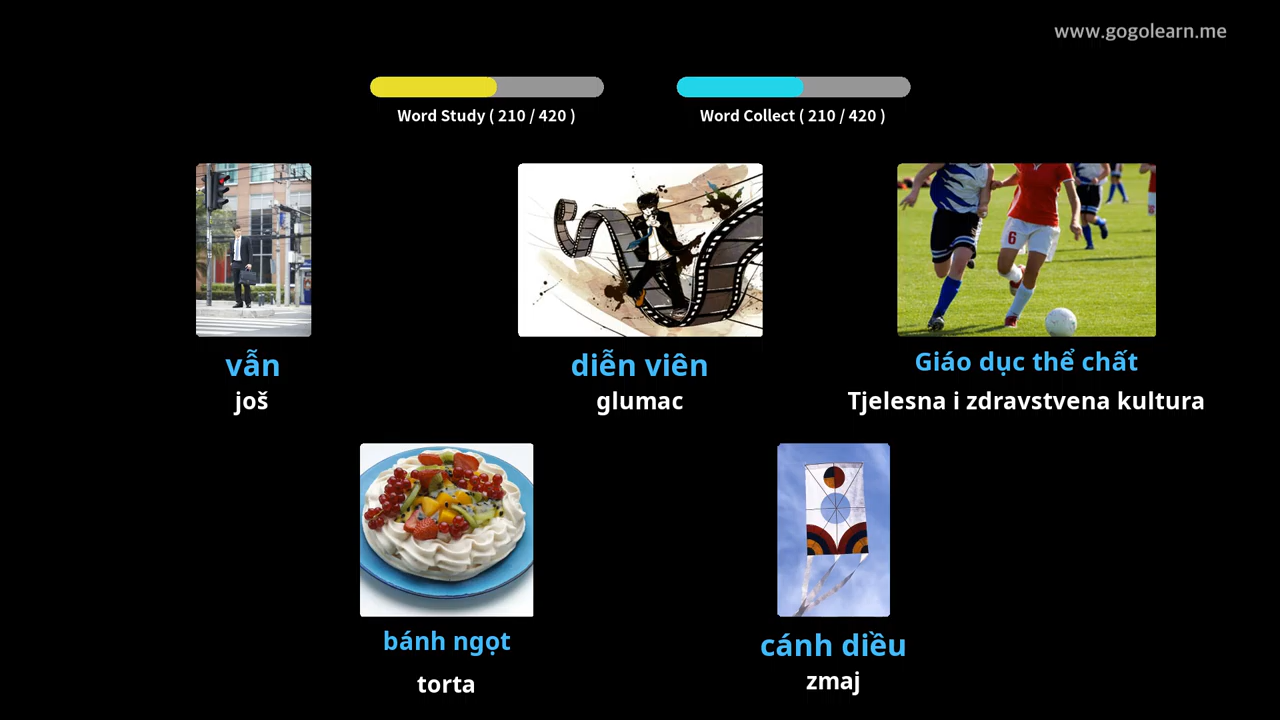 www.gogolearn.me
Word Study ( 210 / 420 )
Word Collect ( 210 / 420 )
vẫn
još
diễn viên
glumac
Giáo dục thể chất
Tjelesna i zdravstvena kultura
6
bánh ngọt
torta
cánh diều
zmaj